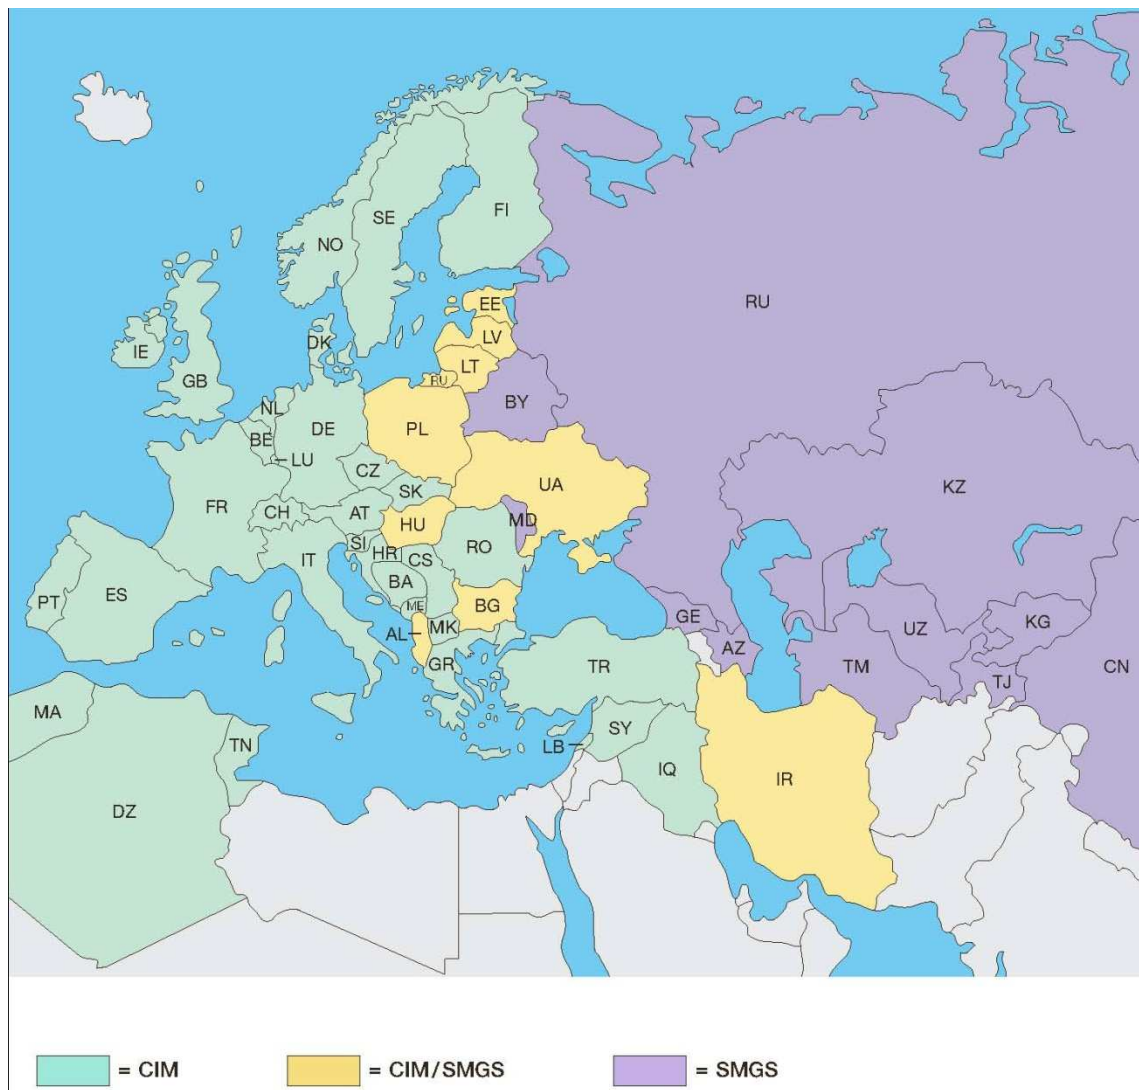 FI
SE
NO
RU
EE
LV
DK
LT
IE
RU
GB
BY
NL
DE
PL
BE
LU
CZ
UA
KZ
SK
FR
CH
AT
HU
MD
SI
RO
IT
HR
CS
PT
ES
BA
ME
BG
GE
UZ
KG
AL
MK
AZ
TM
CN
GR
TR
TJ
MA
TN
SY
LB
IQ
IR
DZ
= CIM
= CIM/SMGS
= SMGS